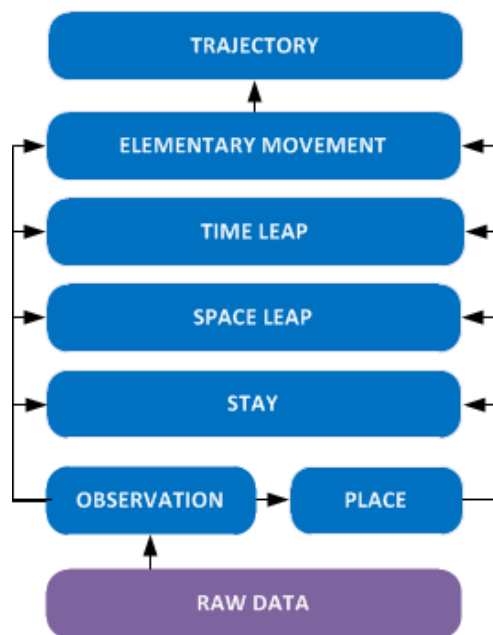 TRAJECTORY
ELEMENTARY MOVEMENT
TIME LEAP
SPACE LEAP
STAY
OBSERVATION
PLACE
RAW DATA